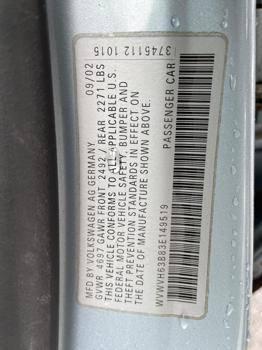 3745112 1015
MFD BY VOLKSWAGEN AG GERMANY 09/02
GVWR 4697 GAWR FRONT 2492 / REAR 2271 LBS
THIS VEHICLE CONFORMS TO ALL APPLICABLE U.S.
FEDERAL MOTOR VEHICLE SAFETY, BUMPER AND
THEFT PREVENTION STANDARDS IN EFFECT ON
THE DATE OF MANUFACTURE SHOWN ABOVE.
WVWVH63B83E149519 PASSENGER CAR